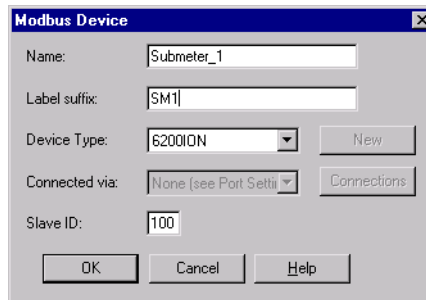 Modbus Device
Name: Submeter_1
Label suffix: SM1
Device Type: 6200ION New
Connected via: None (see Port Settin Connections
Slave ID: 100
OK Cancel Help